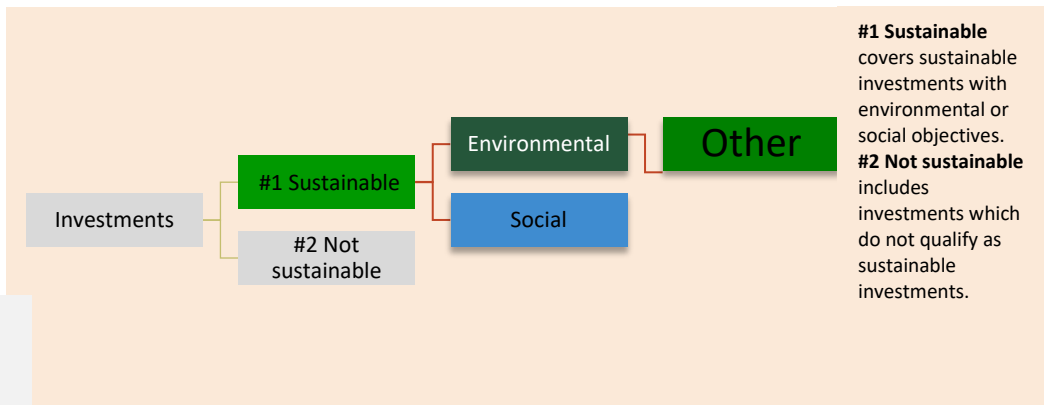 Investments
#1 Sustainable
#2 Not
sustainable
Environmental
Social
Other
#1 Sustainable
covers sustainable
investments with
environmental or
social objectives.
#2 Not sustainable
includes
investments which
do not qualify as
sustainable
investments.